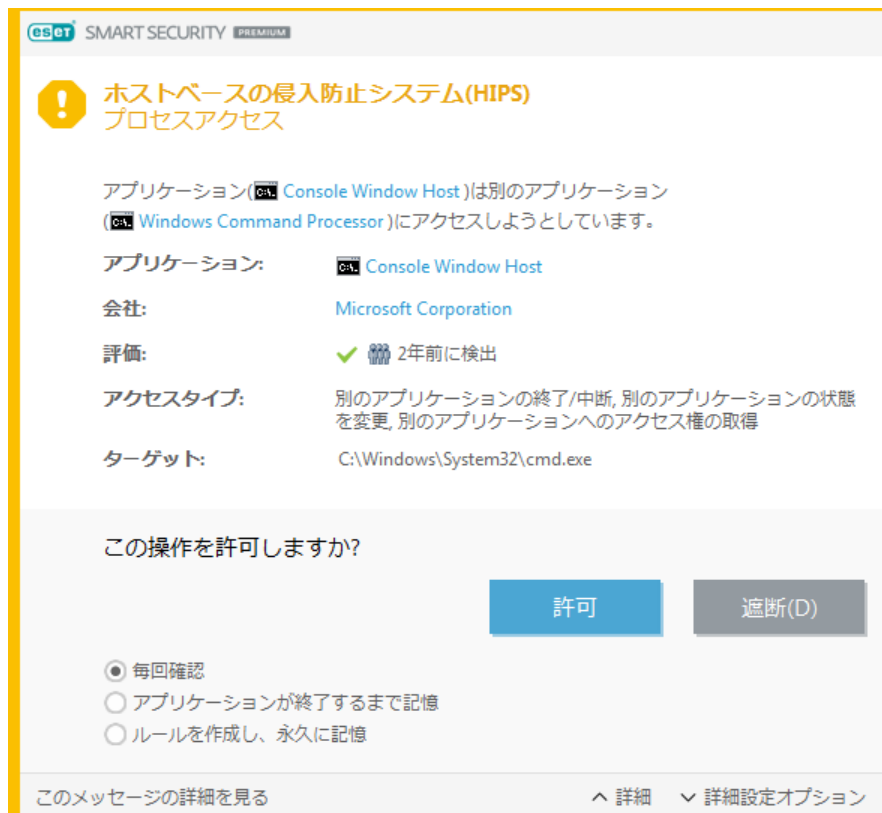 eseT SMART SECURITY PREMIUM
ホストベースの侵入防止システム(HIPS)
プロセスアクセス
アプリケーション( Console Window Host )は別のアプリケーション
( Windows Command Processor )にアクセスしようとしています。
アプリケーション: Console Window Host
会社: Microsoft Corporation
評価: 2年前に検出
アクセスタイプ: 別のアプリケーションの終了/中断, 別のアプリケーションの状態
を変更, 別のアプリケーションへのアクセス権の取得
ターゲット: C:\Windows\System32\cmd.exe
この操作を許可しますか?
許可 遮断(D)
毎回確認
アプリケーションが終了するまで記憶
ルールを作成し、永久に記憶
このメッセージの詳細を見る 詳細 詳細設定オプション